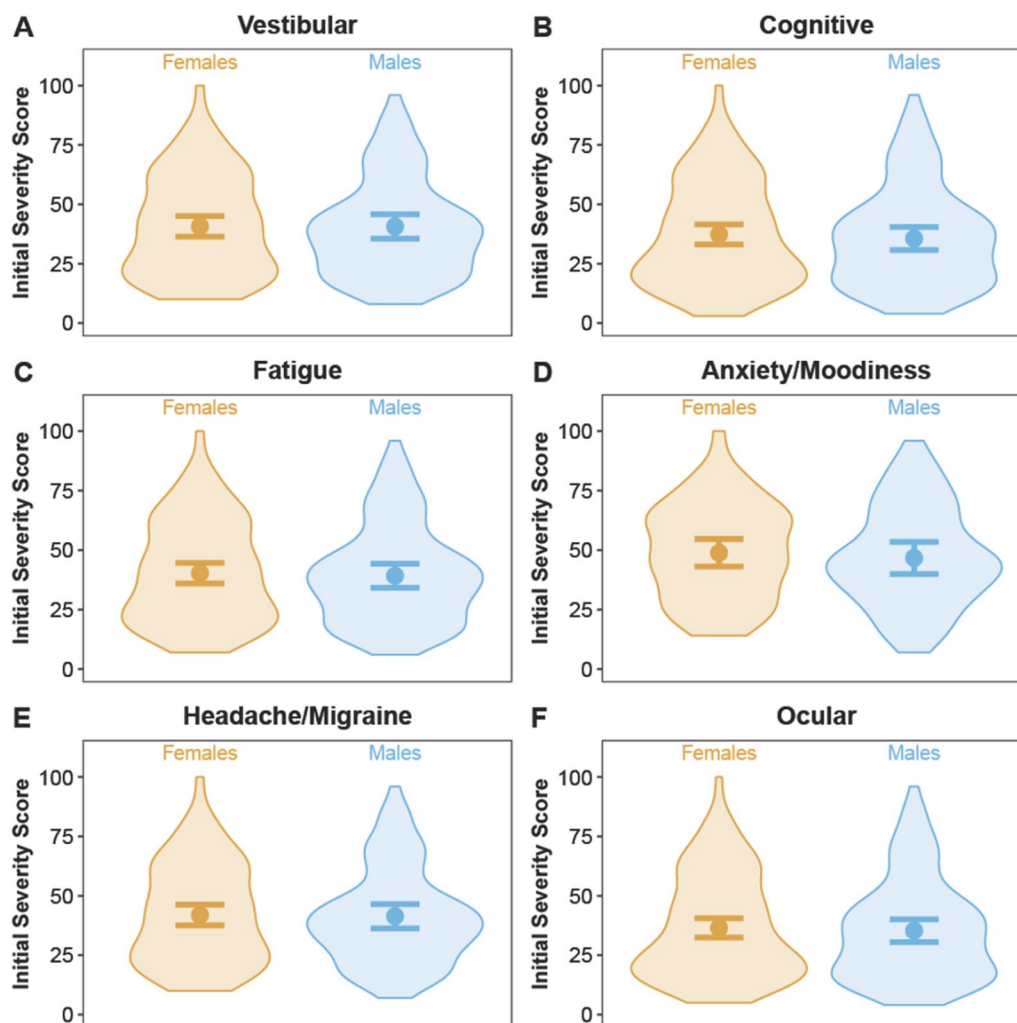 A Vestibular
Initial Severity Score
100
75
50
25
0
Females Males
B Cognitive
Initial Severity Score
100
75
50
25
0
Females Males
C Fatigue
Initial Severity Score
100
75
50
25
0
Females Males
D Anxiety/Moodiness
Initial Severity Score
100
75
50
25
0
Females Males
E Headache/Migraine
Initial Severity Score
100
75
50
25
0
Females Males
F Ocular
Initial Severity Score
100
75
50
25
0
Females Males